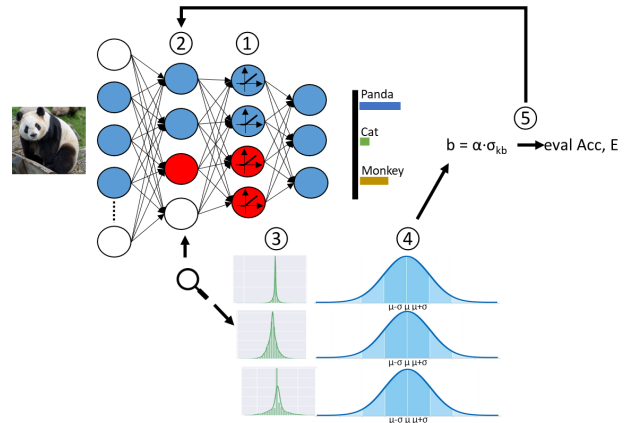 ② ①
Panda
Cat
Monkey
⑤
b = α·σkb
eval Acc, E
③ ④
μ-σ μ μ+σ
μ-σ μ μ+σ
μ-σ μ μ+σ